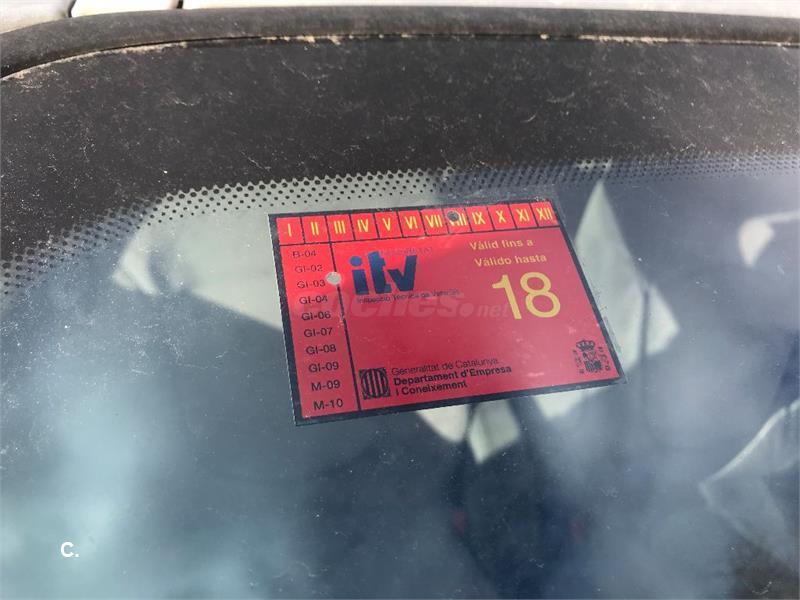 I II III IV V VI VII VIII IX X XI XII
B-04
GI-02
GI-03
GI-04
GI-06
GI-07
GI-08
GI-09
M-09
M-10
itv
Inspecció Tècnica de Vehicles
Vàlid fins a
Válido hasta
18
Generalitat de Catalunya
Departament d'Empresa
i Coneixement
C.